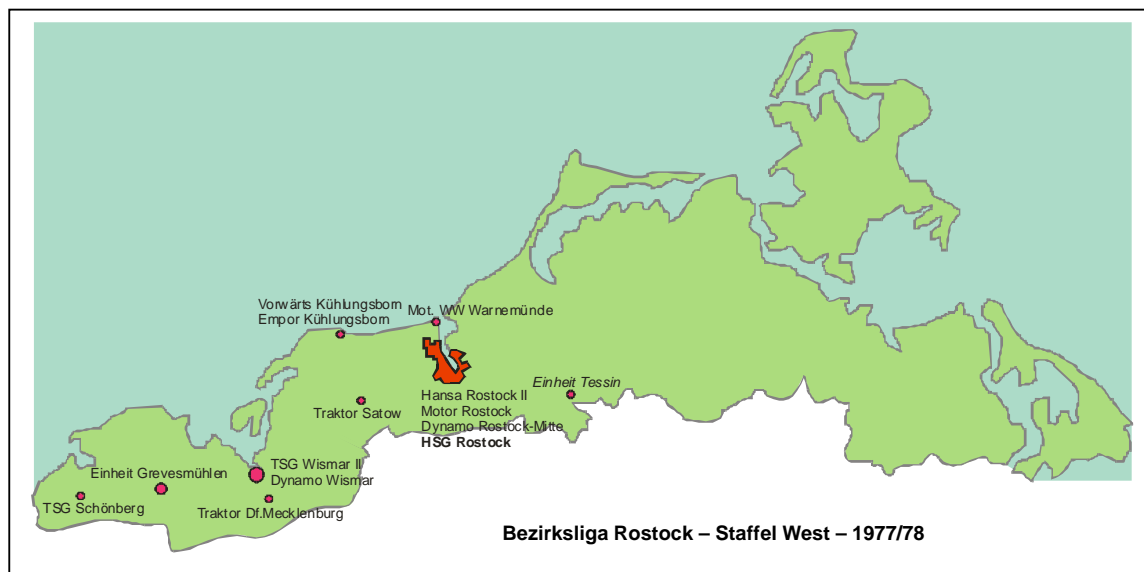 Vorwärts Kühlungsborn
Empor Kühlungsborn
Mot. WW Warnemünde
Einheit Tessin
Hansa Rostock II
Motor Rostock
Dynamo Rostock-Mitte
HSG Rostock
Traktor Satow
TSG Wismar II
Dynamo Wismar
Einheit Grevesmühlen
TSG Schönberg
Traktor Df.Mecklenburg
Bezirksliga Rostock – Staffel West – 1977/78